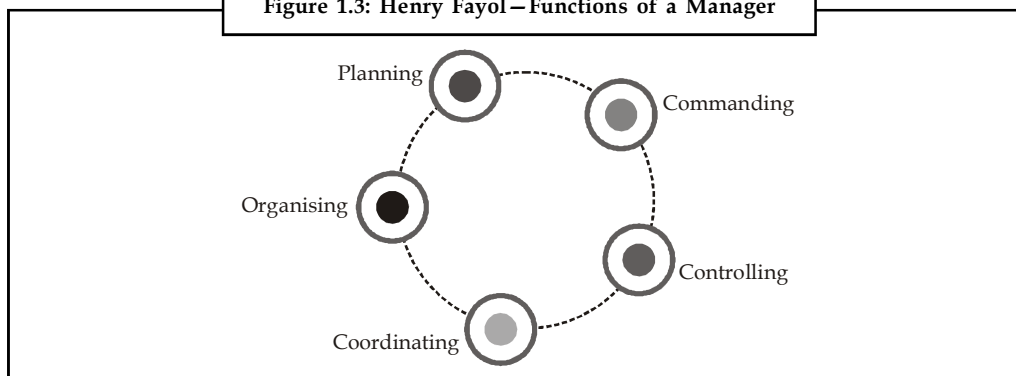 Figure 1.3: Henry Fayol—Functions of a Manager
Planning
Commanding
Organising
Controlling
Coordinating